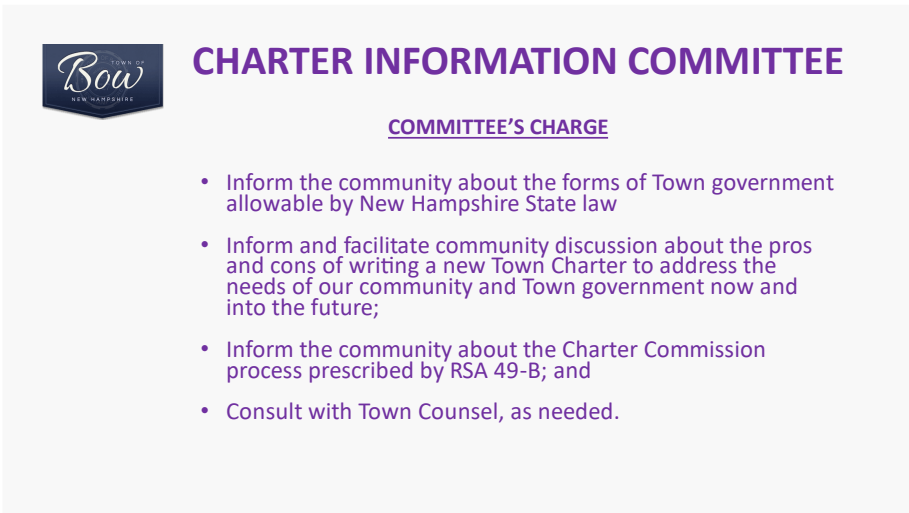 TOWN OF
Bow
NEW HAMPSHIRE
CHARTER INFORMATION COMMITTEE
COMMITTEE’S CHARGE
• Inform the community about the forms of Town government
allowable by New Hampshire State law
• Inform and facilitate community discussion about the pros
and cons of writing a new Town Charter to address the
needs of our community and Town government now and
into the future;
• Inform the community about the Charter Commission
process prescribed by RSA 49-B; and
• Consult with Town Counsel, as needed.